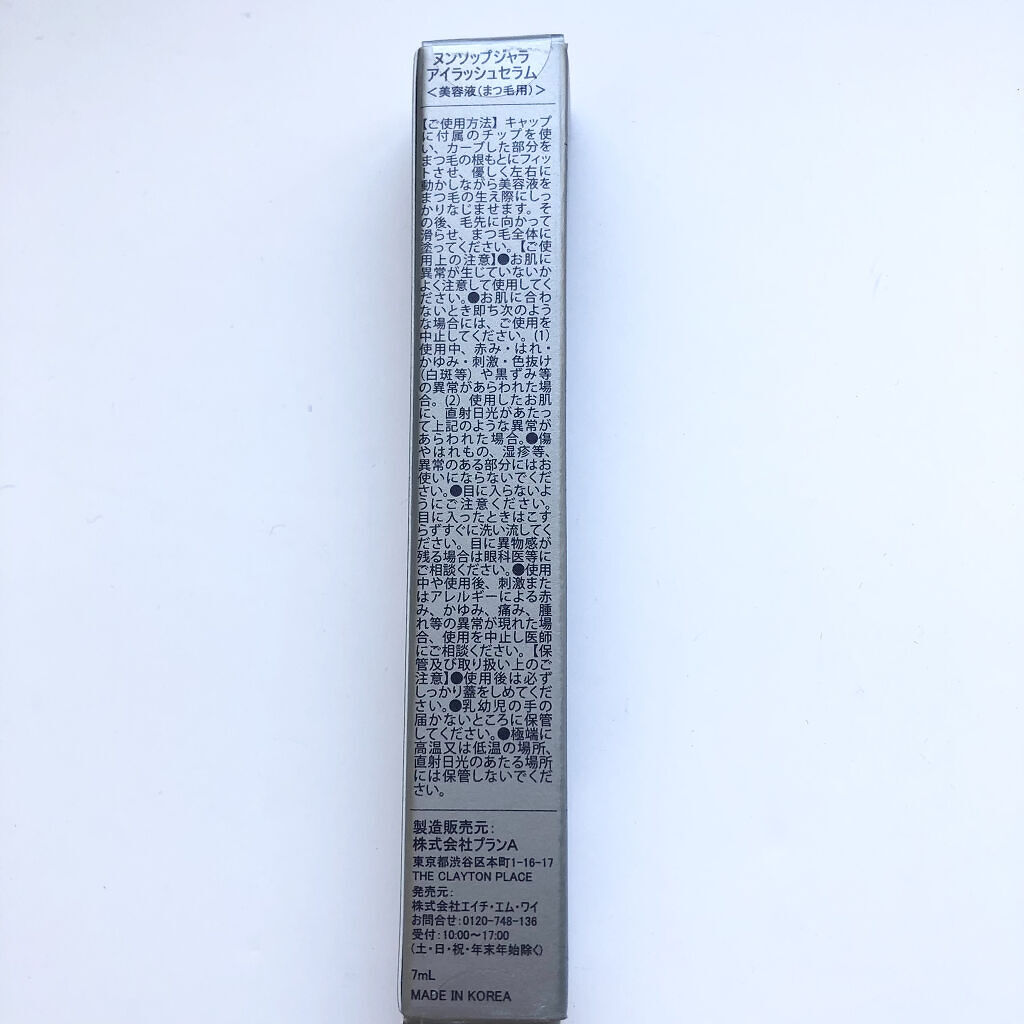 ヌンソップジャラ
アイラッシュセラム
＜美容液（まつ毛用）＞
【ご使用方法】 キャップ
に付属のチップを使
い、カーブした部分を
まつ毛の根もとにフィッ
トさせ、優しく左右に
動かしながら美容液を
まつ毛の生え際にしっ
かりなじませます。そ
の後、毛先に向かって
滑らせ、まつ毛全体に
塗ってください。【ご使
用上の注意】●お肌に
異常が生じていないか
よく注意して使用してく
ださい。●お肌に合わ
ないとき即ち次のよう
な場合には、ご使用を
中止してください。(1)
使用中、赤み・はれ・
かゆみ・刺激・色抜け
（白斑等）や黒ずみ等
の異常があらわれた場
合。(2) 使用したお肌
に、直射日光があたっ
て上記のような異常が
あらわれた場合。●傷
やはれもの、湿疹等、
異常のある部分にはお
使いにならないでくだ
さい。●目に入らないよ
うにご注意ください。
目に入ったときはこす
らずすぐに洗い流してく
ださい。目に異物感が
残る場合は眼科医等に
ご相談ください。●使用
中や使用後、刺激また
はアレルギーによる赤
み、かゆみ、痛み、腫
れ等の異常が現れた場
合、使用を中止し医師
にご相談ください。【保
管及び取り扱い上のご
注意】●使用後は必ず
しっかり蓋をしめてくだ
さい。●乳幼児の手の
届かないところに保管
してください。●極端に
高温又は低温の場所、
直射日光のあたる場所
には保管しないでくだ
さい。
製造販売元：
株式会社プランA
東京都渋谷区本町1-16-17
THE CLAYTON PLACE
発売元：
株式会社エイチ・エム・ワイ
お問合せ：0120-748-136
受付：10:00〜17:00
（土・日・祝・年末年始除く）
7mL
MADE IN KOREA